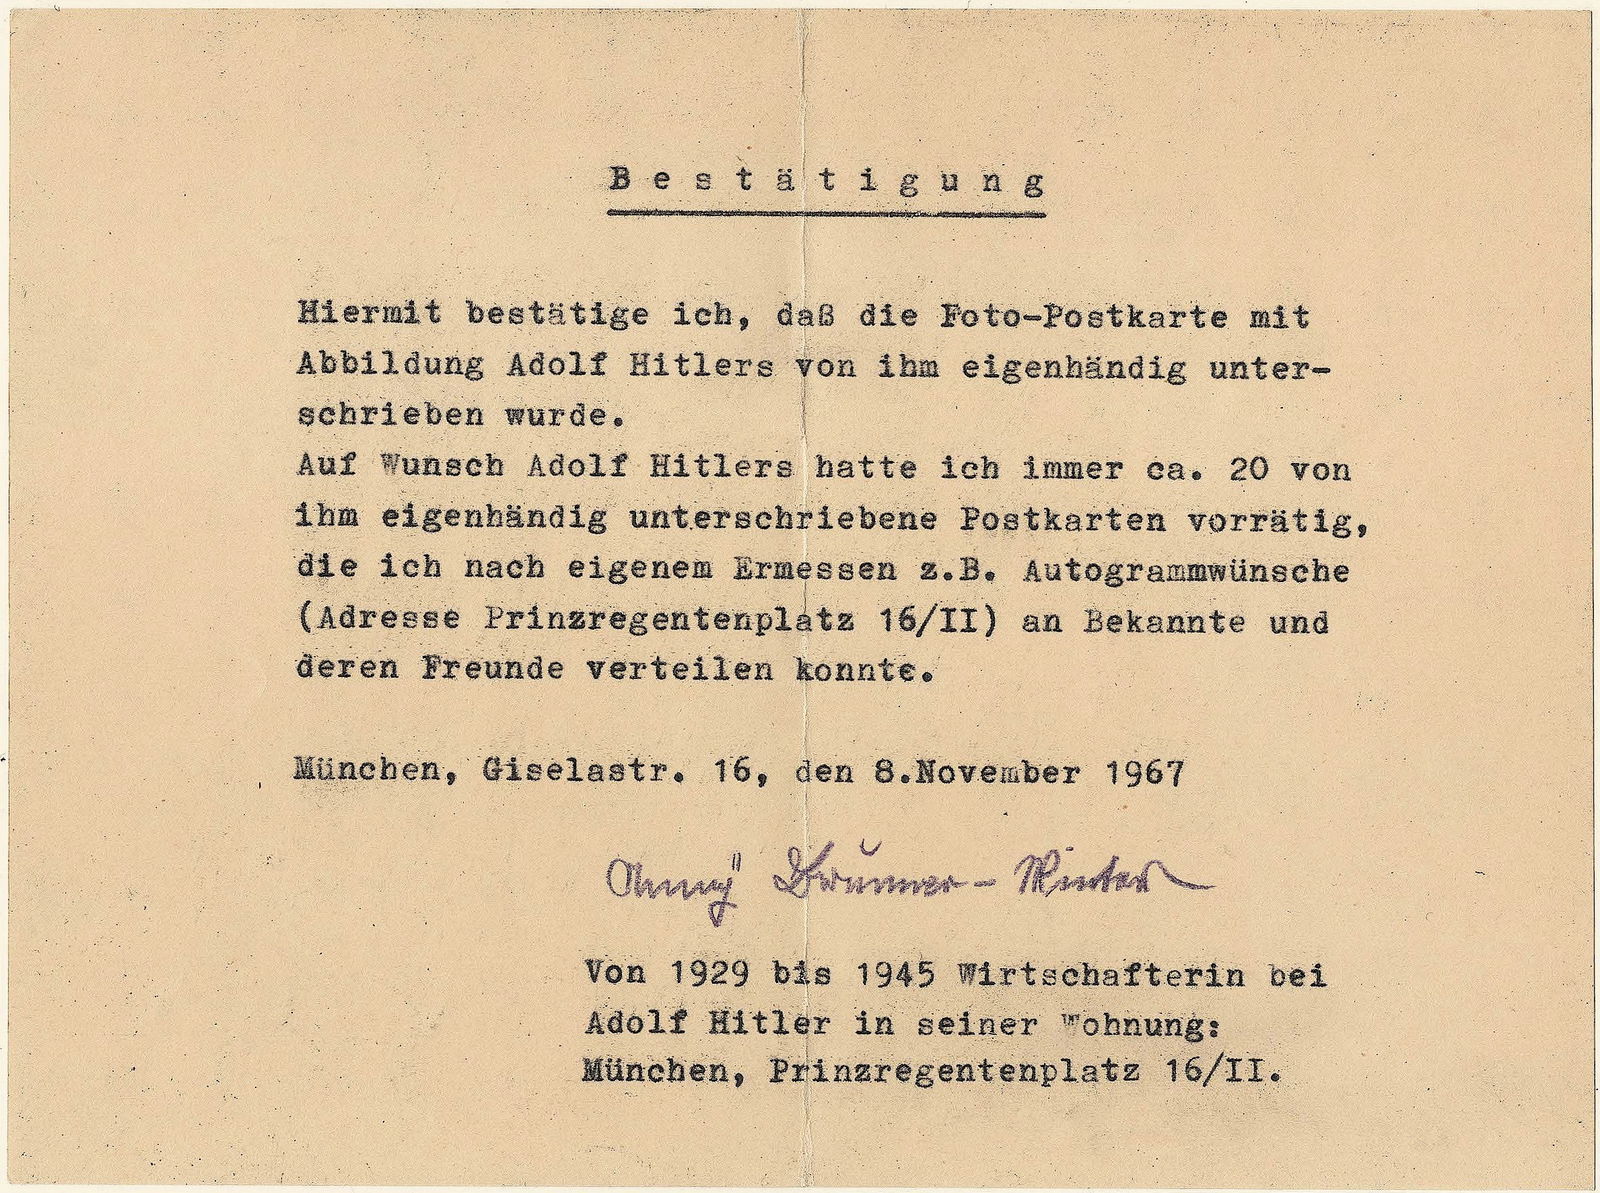 Bestätigung
Hiermit bestätige ich, daß die Foto-Postkarte mit
Abbildung Adolf Hitlers von ihm eigenhändig unter-
schrieben wurde.
Auf Wunsch Adolf Hitlers hatte ich immer ca. 20 von
ihm eigenhändig unterschriebene Postkarten vorrätig,
die ich nach eigenem Ermessen z.B. Autogrammwünsche
(Adresse Prinzregentenplatz 16/II) an Bekannte und
deren Freunde verteilen konnte.
München, Giselastr. 16, den 8.November 1967
Anny Brunner-Winter
Von 1929 bis 1945 Wirtschafterin bei
Adolf Hitler in seiner Wohnung:
München, Prinzregentenplatz 16/II.